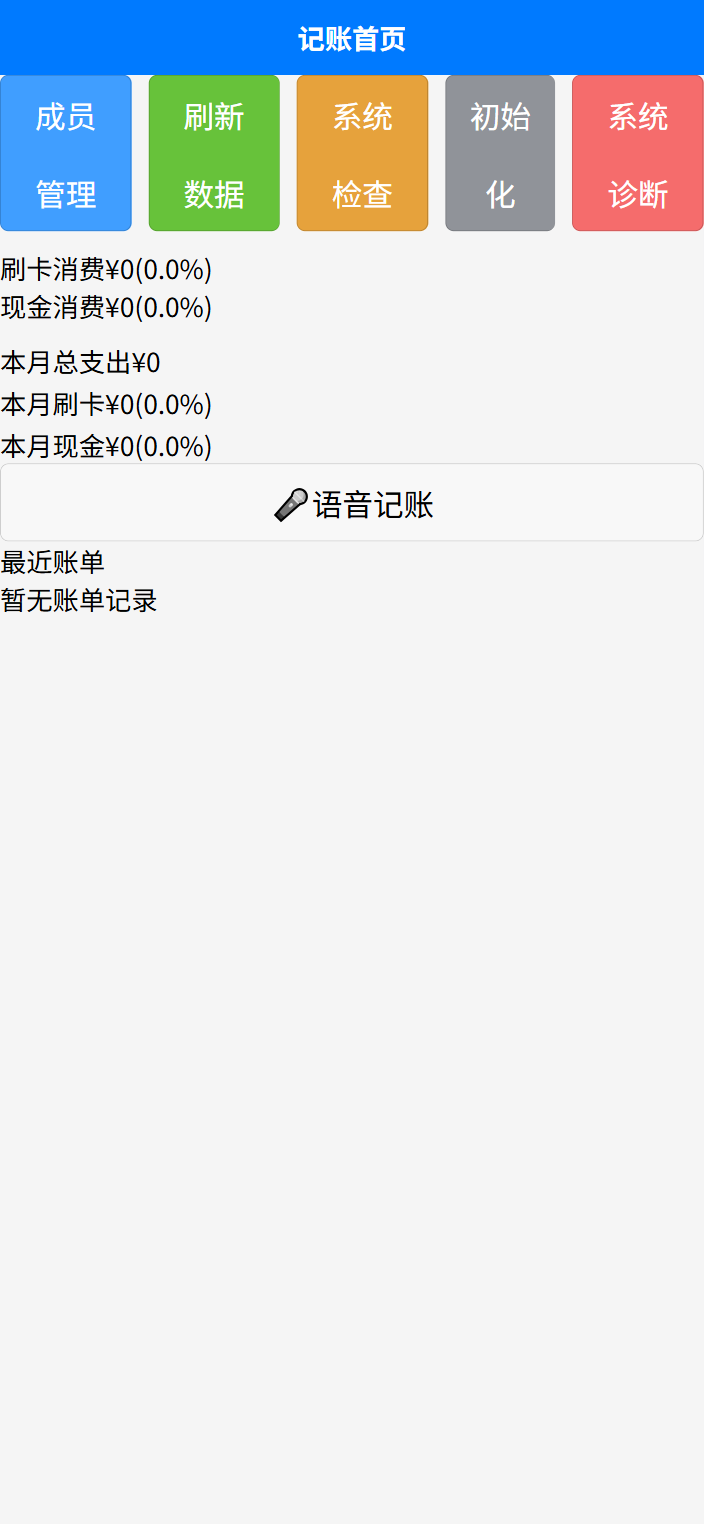 记账首页
成员
管理
刷新
数据
系统
检查
初始
化
系统
诊断
刷卡消费¥0(0.0%)
现金消费¥0(0.0%)
本月总支出¥0
本月刷卡¥0(0.0%)
本月现金¥0(0.0%)
🎤语音记账
最近账单
暂无账单记录